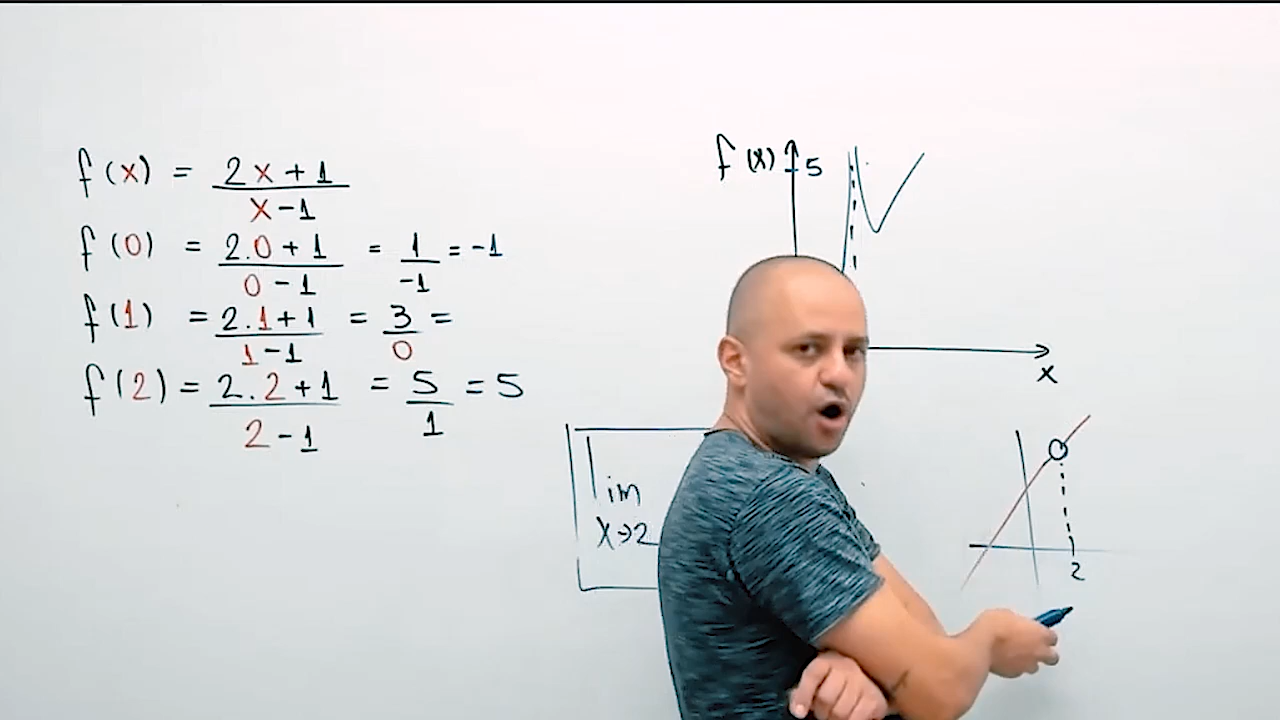 f(x) = 2x+1 / x-1
f(0) = 2.0+1 / 0-1 = 1 / -1 = -1
f(1) = 2.1+1 / 1-1 = 3 / 0 =
f(2) = 2.2+1 / 2-1 = 5 / 1 = 5
f(x) 5
x
lim
x→2
2